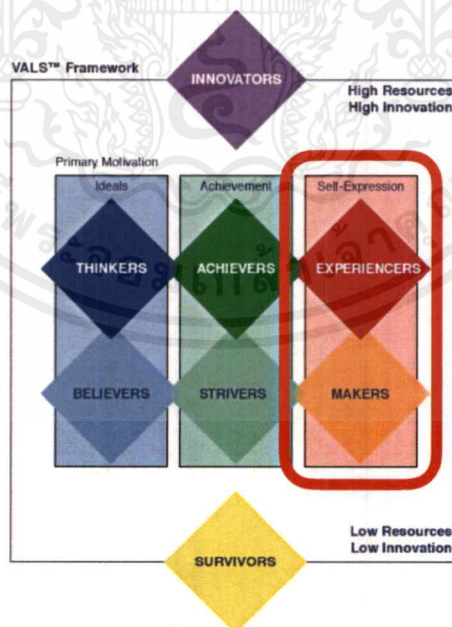 VALS™ Framework
INNOVATORS
High Resources
High Innovation
Primary Motivation
Ideals
Achievement
Self-Expression
THINKERS
ACHIEVERS
EXPERIENCERS
BELIEVERS
STRIVERS
MAKERS
Low Resources
Low Innovation
SURVIVORS